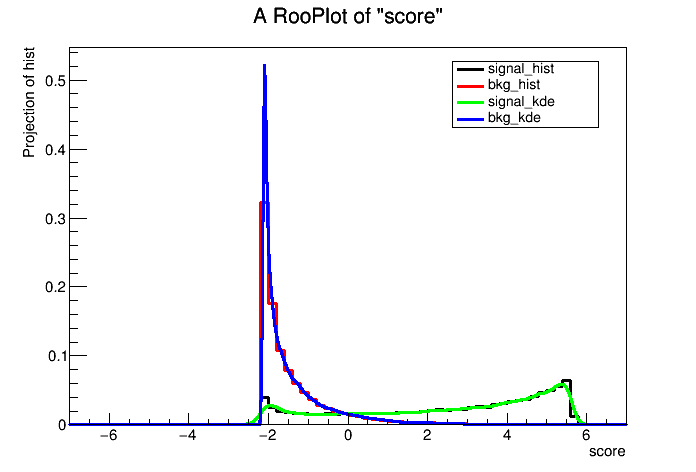 A RooPlot of "score"
Projection of hist
signal_hist
bkg_hist
signal_kde
bkg_kde
0.5
0.4
0.3
0.2
0.1
0
−6 −4 −2 0 2 4 6
score